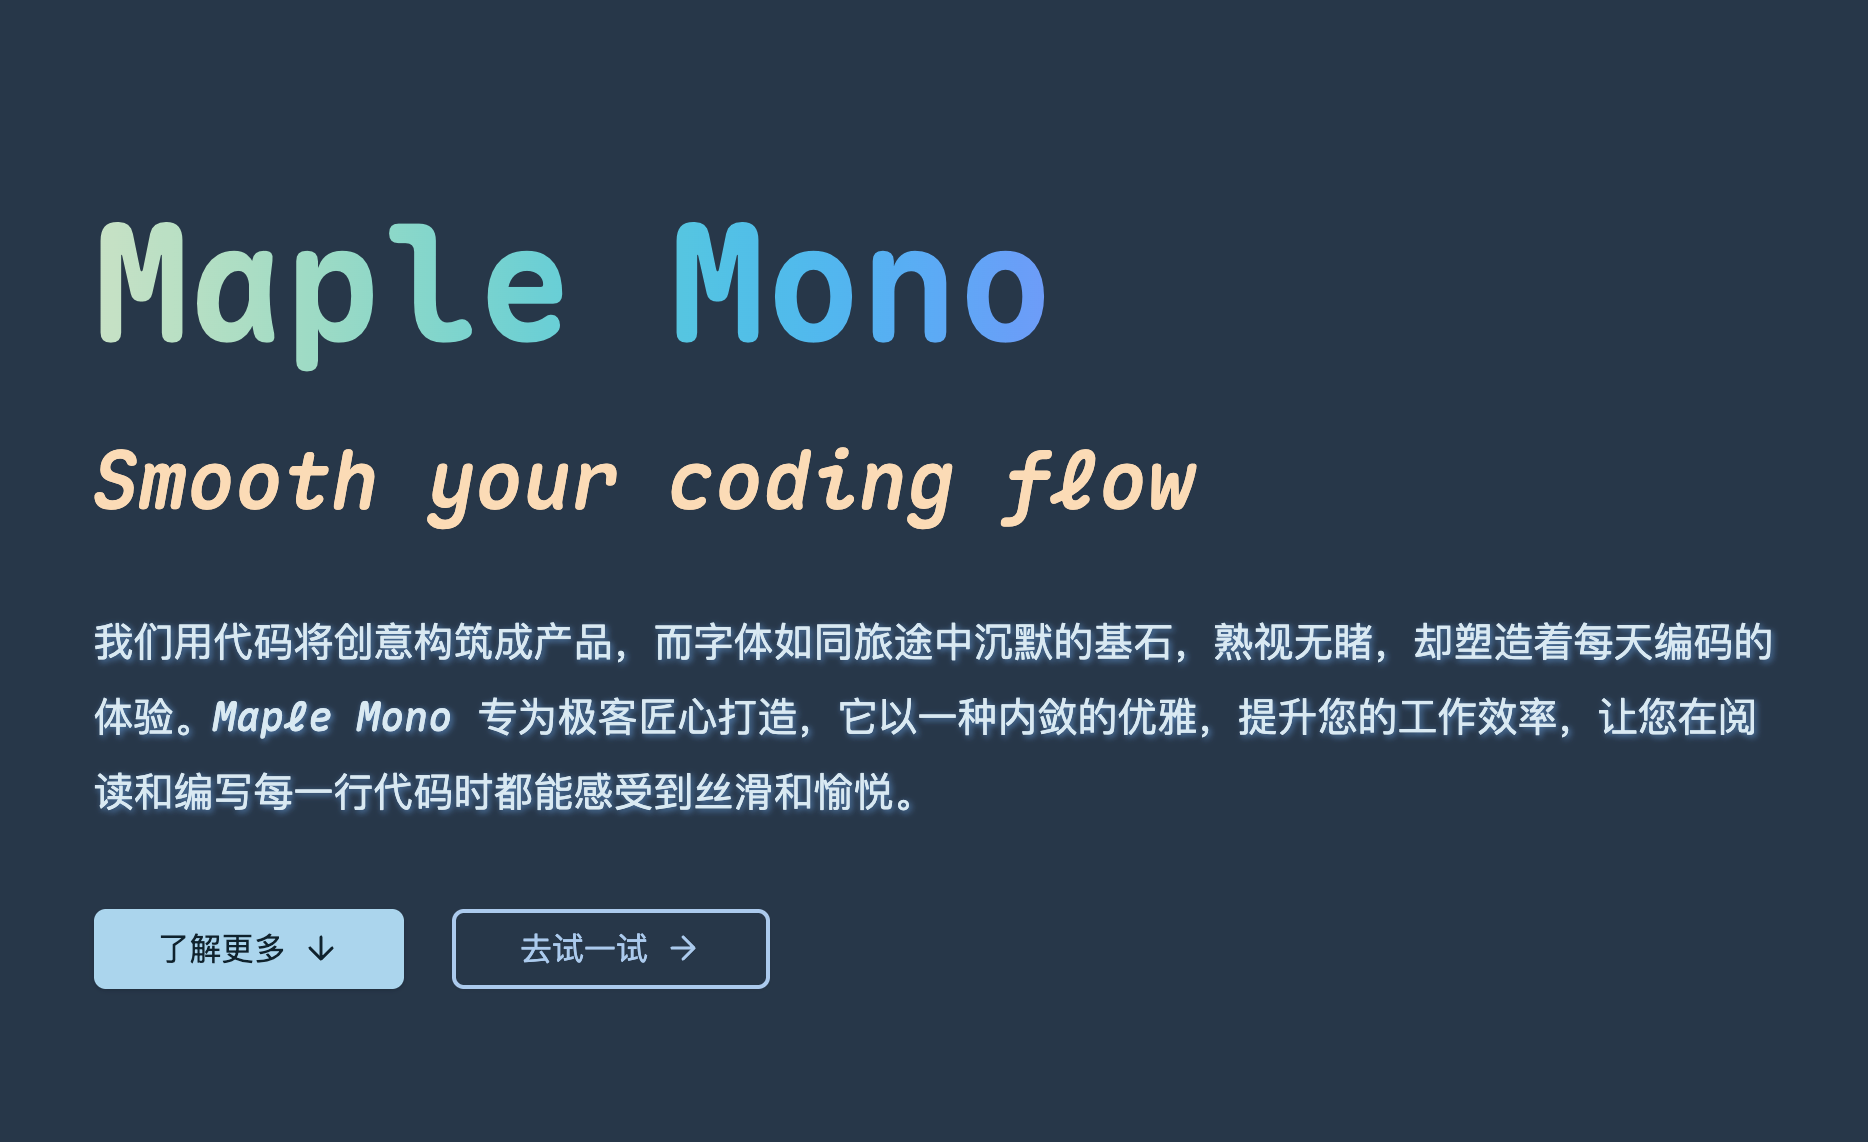 Maple Mono
Smooth your coding flow
我们用代码将创意构筑成产品，而字体如同旅途中沉默的基石，熟视无睹，却塑造着每天编码的
体验。Maple Mono 专为极客匠心打造，它以一种内敛的优雅，提升您的工作效率，让您在阅
读和编写每一行代码时都能感受到丝滑和愉悦。
了解更多 ↓
去试一试 →